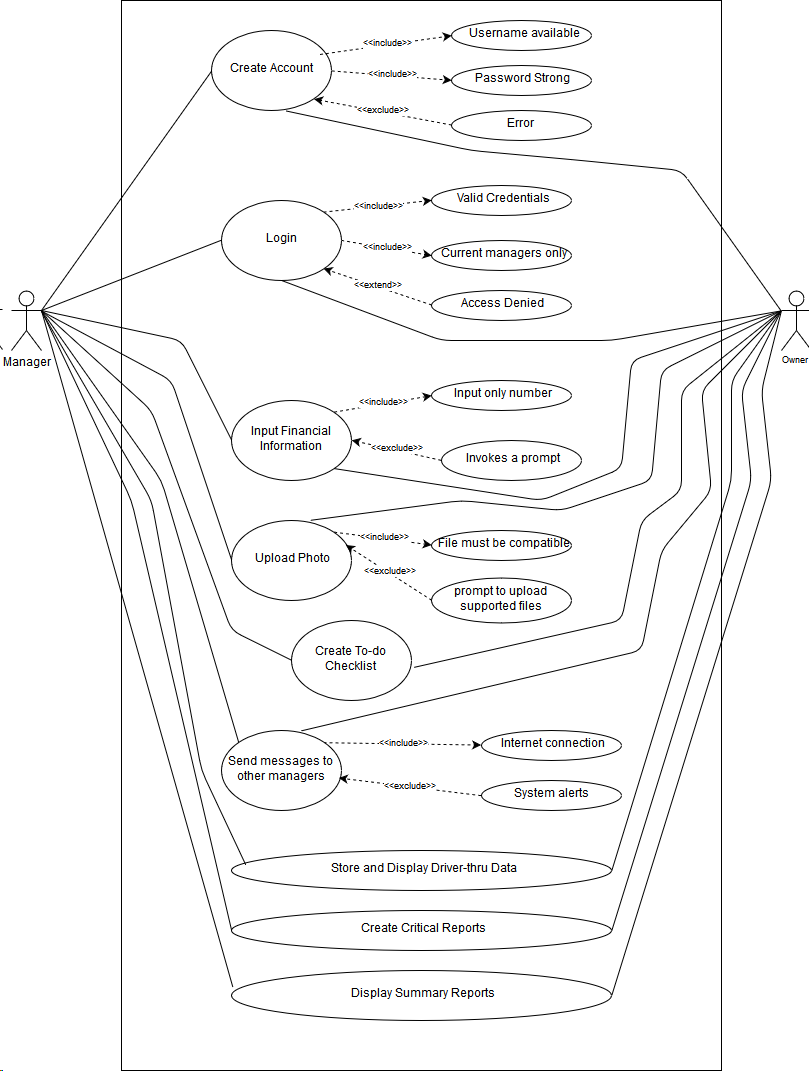 Username available
<<include>>
Create Account
<<include>>
Password Strong
<<exclude>>
Error
Valid Credentials
<<include>>
Login
<<include>>
Current managers only
<<extend>>
Access Denied
Manager
Owner
Input only number
<<include>>
Input Financial
Information
<<exclude>>
Invokes a prompt
<<include>>
File must be compatible
Upload Photo
<<exclude>>
prompt to upload
supported files
Create To-do
Checklist
<<include>>
Internet connection
Send messages to
other managers
<<exclude>>
System alerts
Store and Display Driver-thru Data
Create Critical Reports
Display Summary Reports